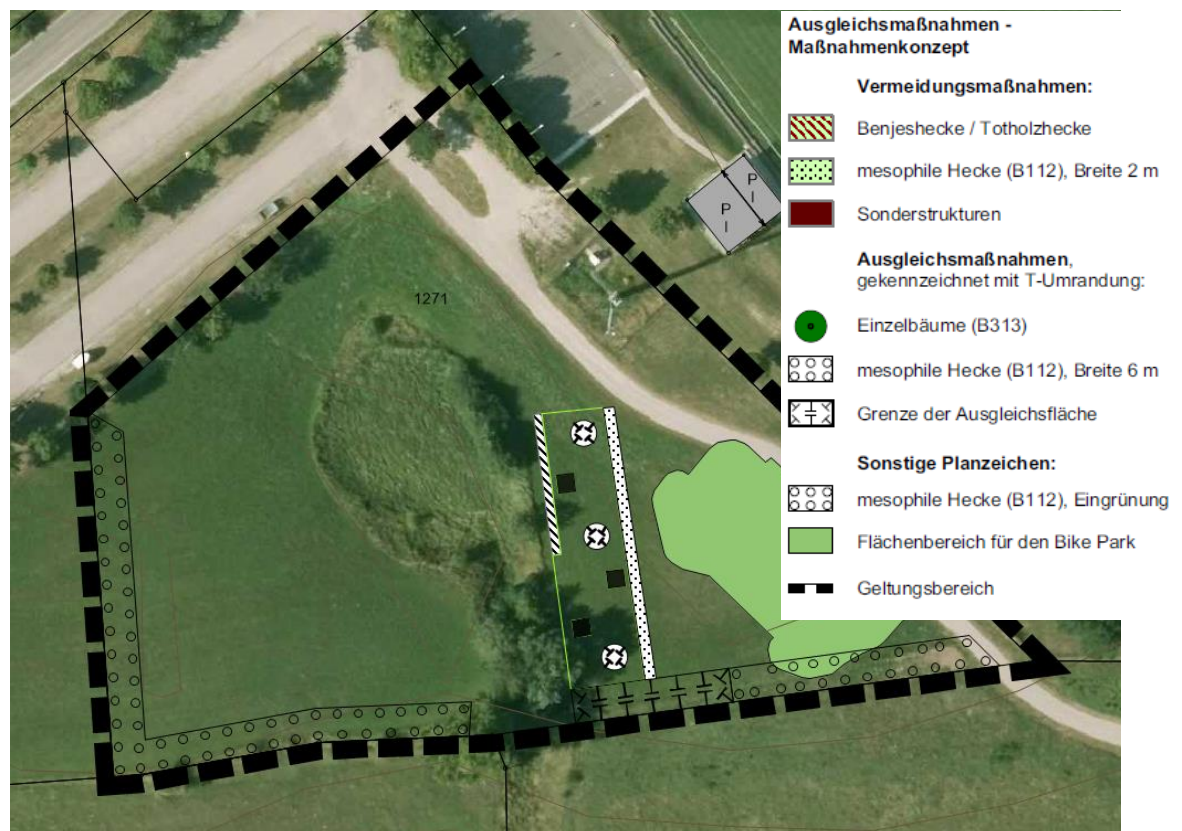 Ausgleichsmaßnahmen -
Maßnahmenkonzept
Vermeidungsmaßnahmen:
Benjeshecke / Totholzhecke
mesophile Hecke (B112), Breite 2 m
Sonderstrukturen
Ausgleichsmaßnahmen,
gekennzeichnet mit T-Umrandung:
Einzelbäume (B313)
mesophile Hecke (B112), Breite 6 m
Grenze der Ausgleichsfläche
Sonstige Planzeichen:
mesophile Hecke (B112), Eingrünung
Flächenbereich für den Bike Park
Geltungsbereich
P
I
P
I
1271